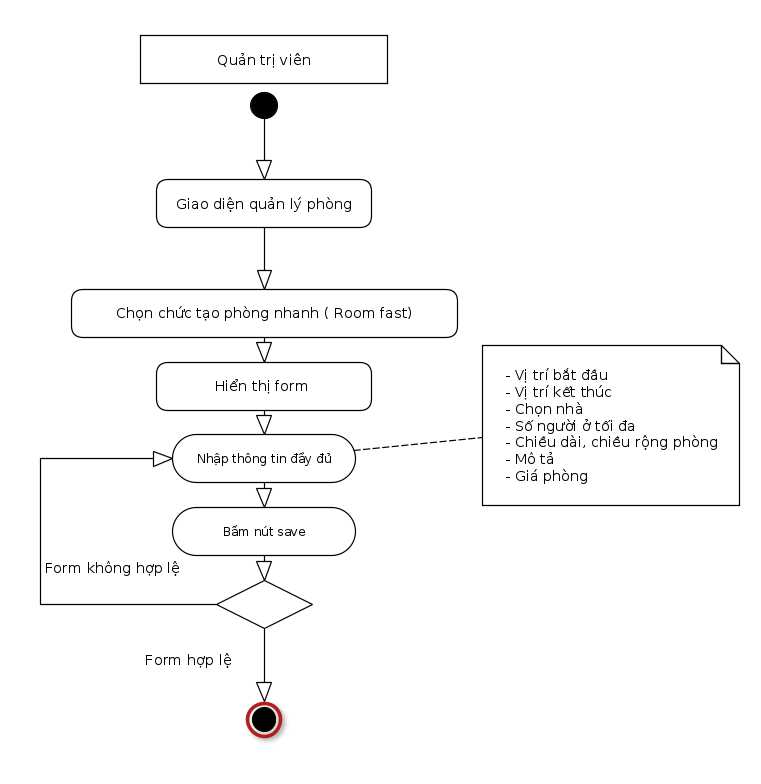 Quản trị viên
Giao diện quản lý phòng
Chọn chức tạo phòng nhanh ( Room fast)
Hiển thị form
Nhập thông tin đầy đủ
- Vị trí bắt đầu
- Vị trí kết thúc
- Chọn nhà
- Số người ở tối đa
- Chiều dài, chiều rộng phòng
- Mô tả
- Giá phòng
Bấm nút save
Form không hợp lệ
Form hợp lệ